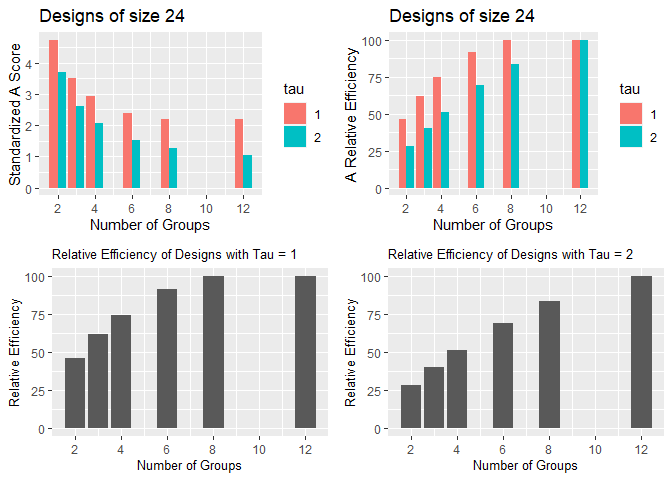 Designs of size 24
Standardized A Score
4
3
2
1
0
2 4 6 8 10 12
Number of Groups
tau
1
2
Designs of size 24
A Relative Efficiency
100
75
50
25
0
2 4 6 8 10 12
Number of Groups
tau
1
2
Relative Efficiency of Designs with Tau = 1
Relative Efficiency
100
75
50
25
0
2 4 6 8 10 12
Number of Groups
Relative Efficiency of Designs with Tau = 2
Relative Efficiency
100
75
50
25
0
2 4 6 8 10 12
Number of Groups